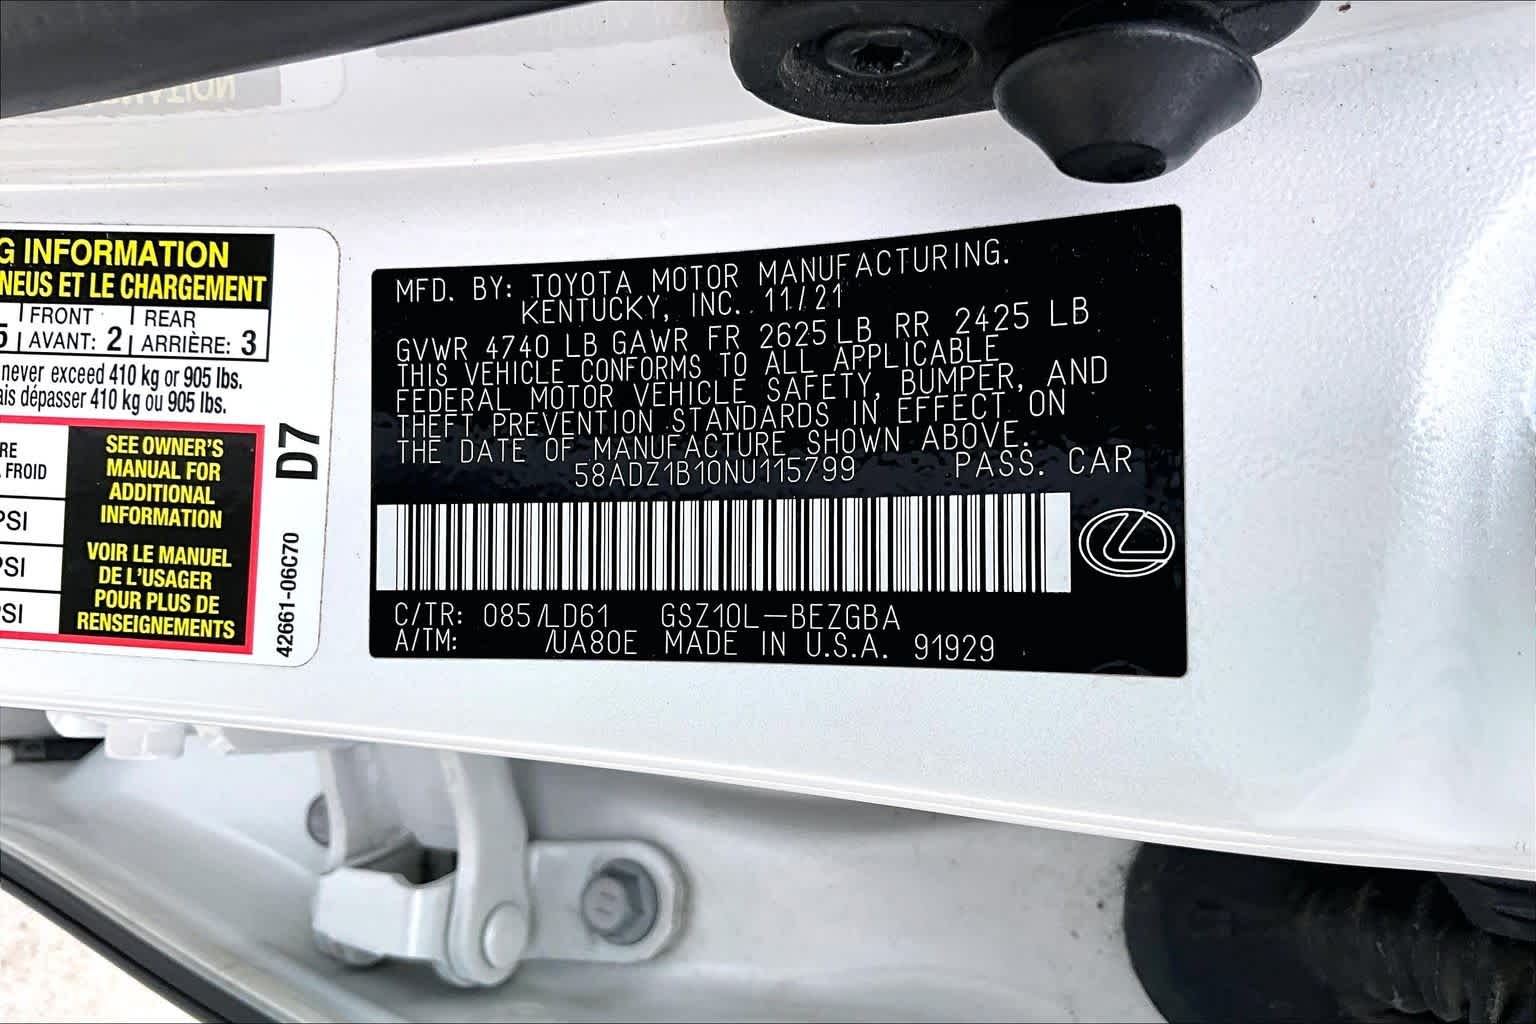 G INFORMATION
NEUS ET LE CHARGEMENT
5 FRONT AVANT: 2 REAR ARRIÈRE: 3
never exceed 410 kg or 905 lbs.
ais dépasser 410 kg ou 905 lbs.
RE
FROID
PSI
PSI
PSI
SEE OWNER'S
MANUAL FOR
ADDITIONAL
INFORMATION
VOIR LE MANUEL
DE L'USAGER
POUR PLUS DE
RENSEIGNEMENTS
D7
42661-06C70
MFD. BY: TOYOTA MOTOR MANUFACTURING.
KENTUCKY, INC. 11/21
GVWR 4740 LB GAWR FR 2625 LB RR 2425 LB
THIS VEHICLE CONFORMS TO ALL APPLICABLE
FEDERAL MOTOR VEHICLE SAFETY, BUMPER, AND
THEFT PREVENTION STANDARDS IN EFFECT ON
THE DATE OF MANUFACTURE SHOWN ABOVE.
58ADZ1B10NU115799 PASS. CAR
C/TR: 085/LD61 GSZ10L-BEZGBA
A/TM: /UA80E MADE IN U.S.A. 91929